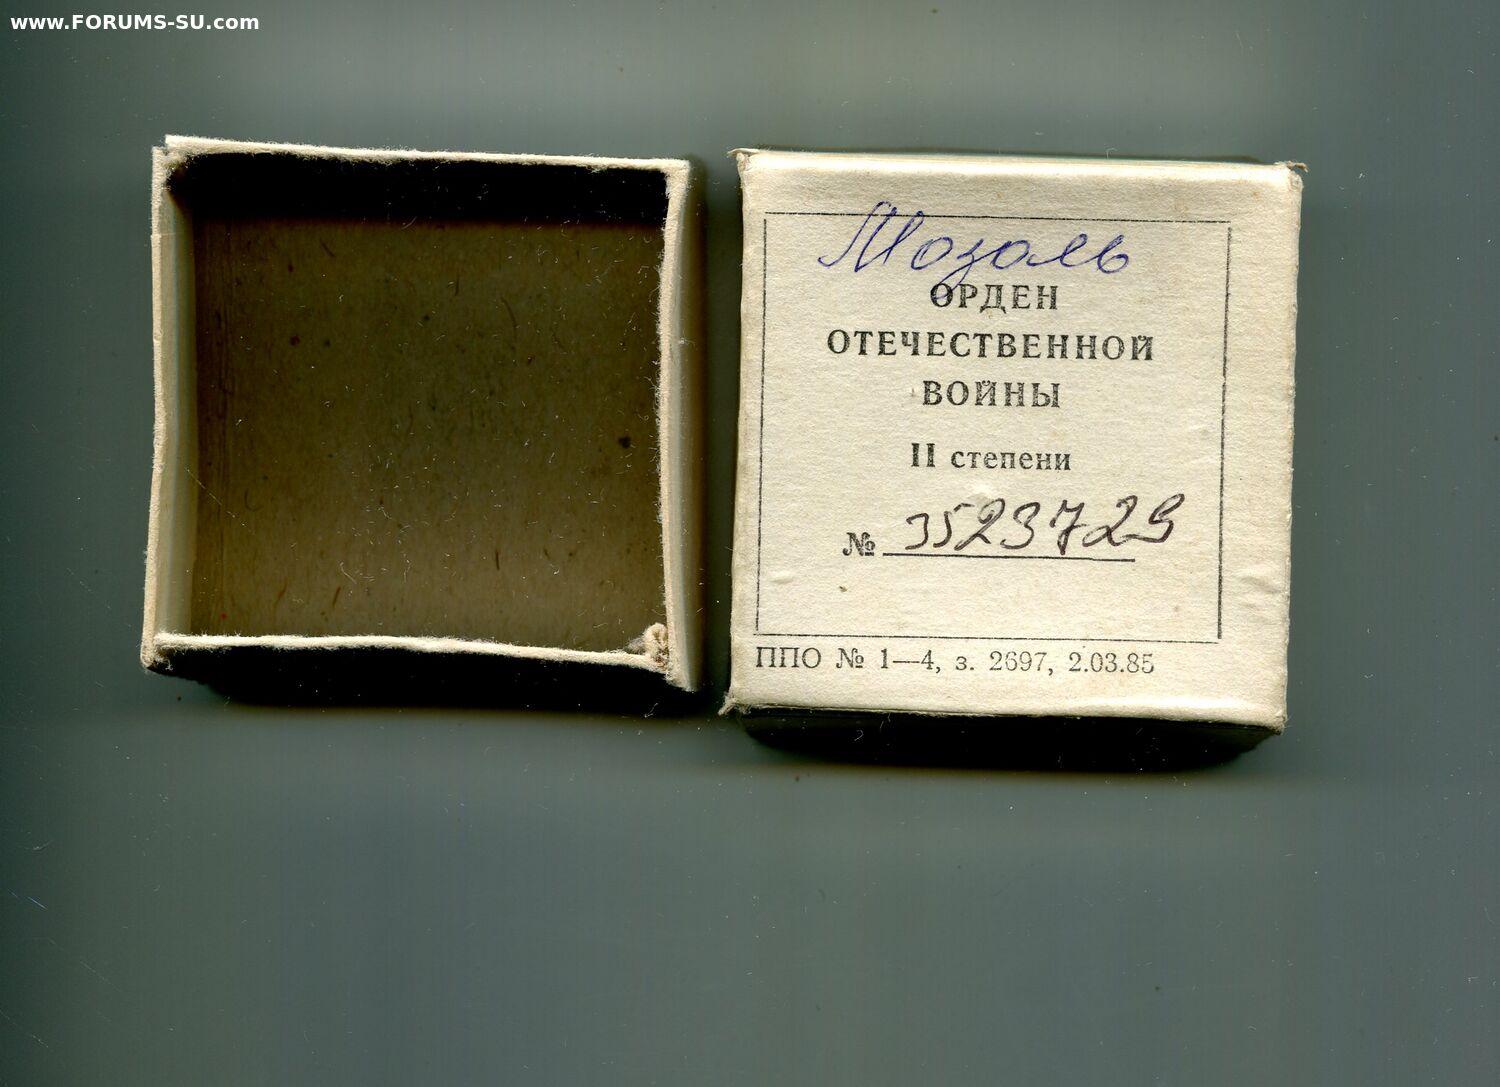 www.FORUMS-SU.com
Мозоль
ОРДЕН
ОТЕЧЕСТВЕННОЙ
ВОЙНЫ
II степени
№ 3523729
ППО № 1—4, з. 2697, 2.03.85